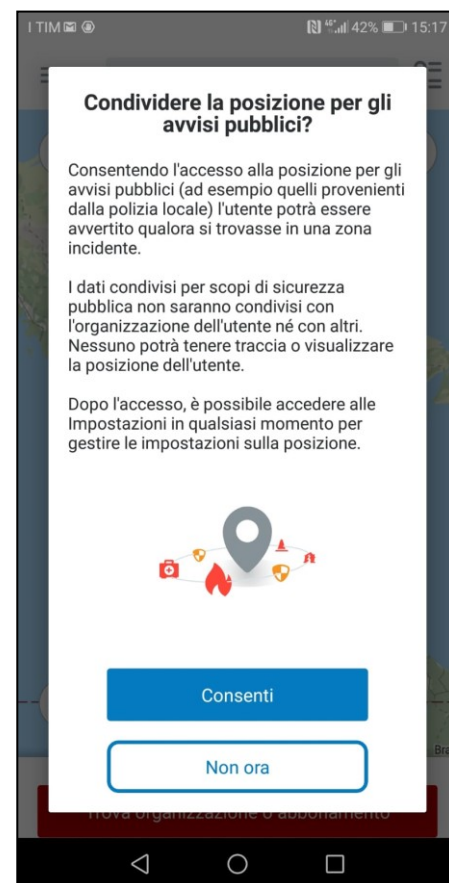 I TIM
42%
15:17
Condividere la posizione per gli
avvisi pubblici?
Consentendo l'accesso alla posizione per gli
avvisi pubblici (ad esempio quelli provenienti
dalla polizia locale) l'utente potrà essere
avvertito qualora si trovasse in una zona
incidente.
I dati condivisi per scopi di sicurezza
pubblica non saranno condivisi con
l'organizzazione dell'utente né con altri.
Nessuno potrà tenere traccia o visualizzare
la posizione dell'utente.
Dopo l'accesso, è possibile accedere alle
Impostazioni in qualsiasi momento per
gestire le impostazioni sulla posizione.
Consenti
Non ora
Trova organizzazione o abbonamento